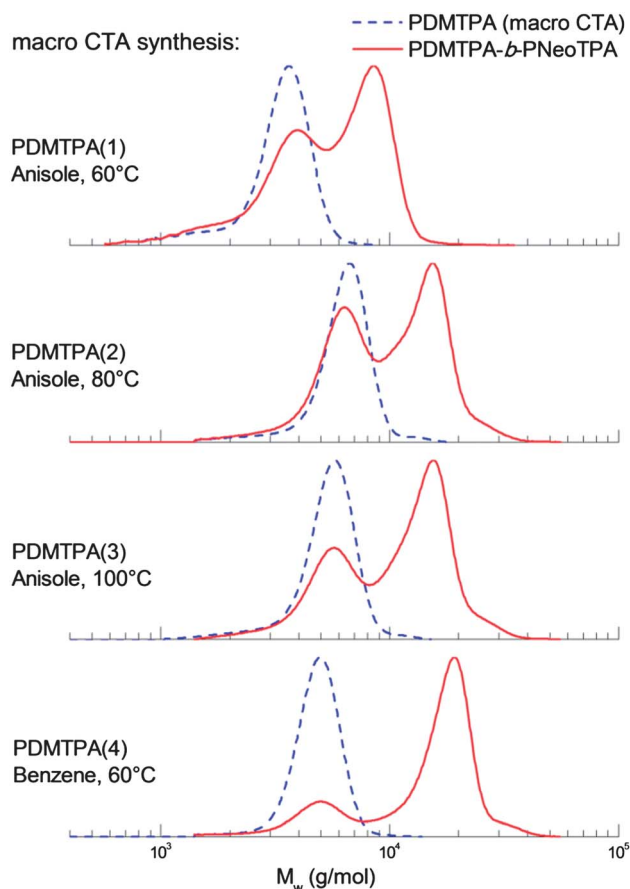 macro CTA synthesis:
PDMTPA (macro CTA)
PDMTPA-b-PNeoTPA
PDMTPA(1)
Anisole, 60°C
PDMTPA(2)
Anisole, 80°C
PDMTPA(3)
Anisole, 100°C
PDMTPA(4)
Benzene, 60°C
10³ 10⁴ 10⁵
M_w (g/mol)